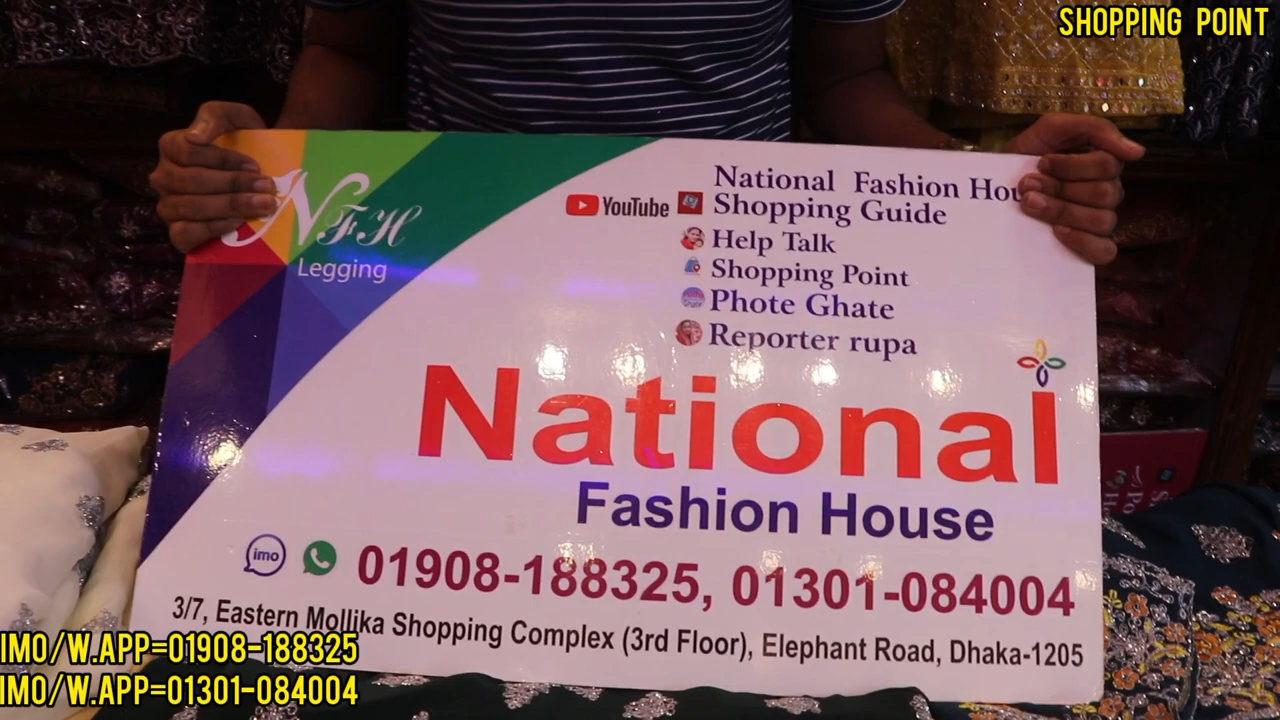 SHOPPING POINT
NFH
Legging
YouTube
National Fashion Hou
Shopping Guide
Help Talk
Shopping Point
Phote Ghate
Reporter rupa
National
Fashion House
imo
01908-188325, 01301-084004
3/7, Eastern Mollika Shopping Complex (3rd Floor), Elephant Road, Dhaka-1205
IMO/W.APP=01908-188325
IMO/W.APP=01301-084004